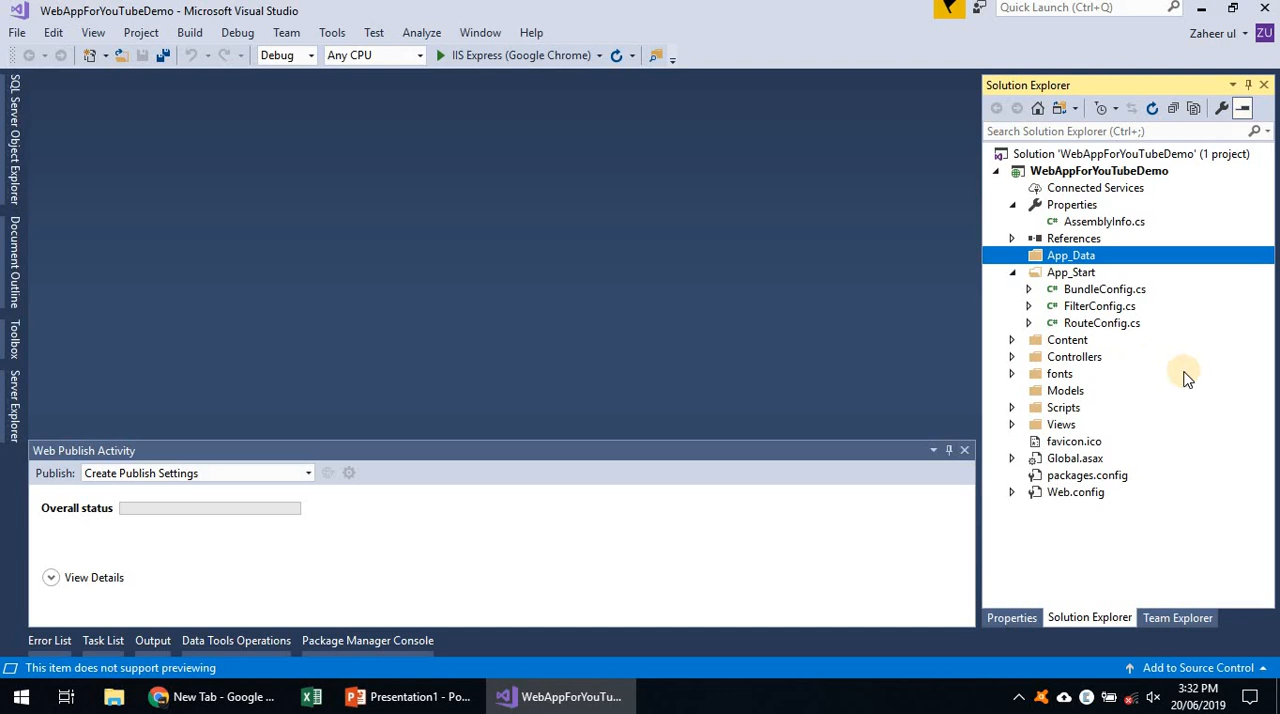 WebAppForYouTubeDemo - Microsoft Visual Studio
Quick Launch (Ctrl+Q)
File Edit View Project Build Debug Team Tools Test Analyze Window Help
Zaheer ul ZU
Debug Any CPU IIS Express (Google Chrome)
SQL Server Object Explorer
Document Outline
Toolbox
Server Explorer
Solution Explorer
Search Solution Explorer (Ctrl+;)
Solution 'WebAppForYouTubeDemo' (1 project)
WebAppForYouTubeDemo
Connected Services
Properties
C# AssemblyInfo.cs
References
App_Data
App_Start
C# BundleConfig.cs
C# FilterConfig.cs
C# RouteConfig.cs
Content
Controllers
fonts
Models
Scripts
Views
favicon.ico
Global.asax
packages.config
Web.config
Web Publish Activity
Publish: Create Publish Settings
Overall status
View Details
Properties Solution Explorer Team Explorer
Error List Task List Output Data Tools Operations Package Manager Console
This item does not support previewing
Add to Source Control
New Tab - Google ...
Presentation1 - Po...
WebAppForYouTu...
3:32 PM
20/06/2019